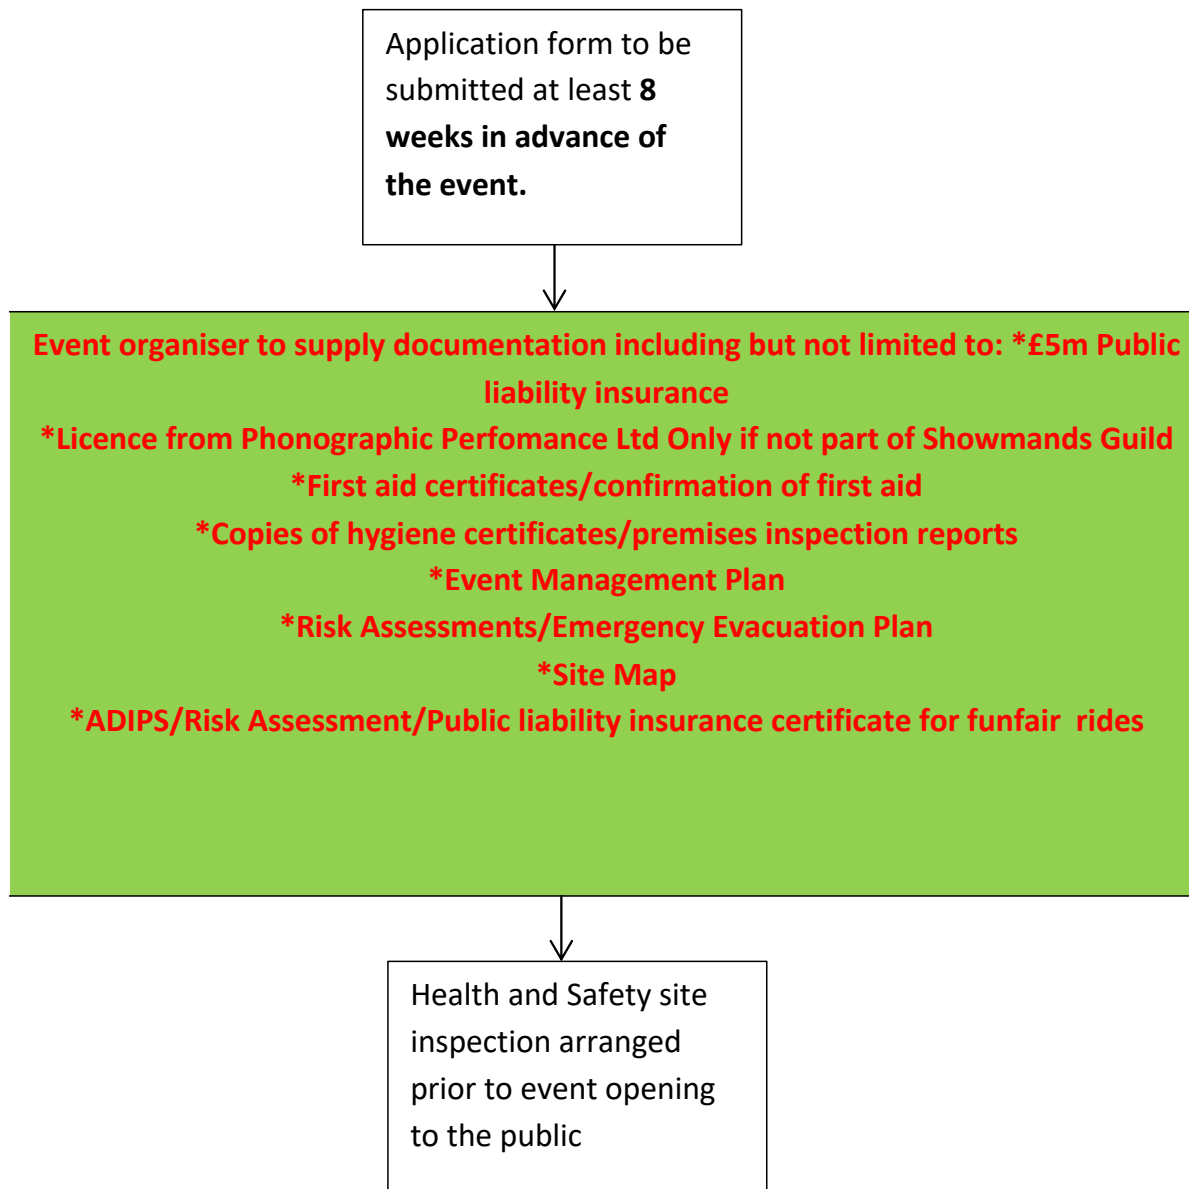 Application form to be
submitted at least 8
weeks in advance of
the event.
Event organiser to supply documentation including but not limited to: *£5m Public
liability insurance
*Licence from Phonographic Perfomance Ltd Only if not part of Showmands Guild
*First aid certificates/confirmation of first aid
*Copies of hygiene certificates/premises inspection reports
*Event Management Plan
*Risk Assessments/Emergency Evacuation Plan
*Site Map
*ADIPS/Risk Assessment/Public liability insurance certificate for funfair  rides
Health and Safety site
inspection arranged
prior to event opening
to the public